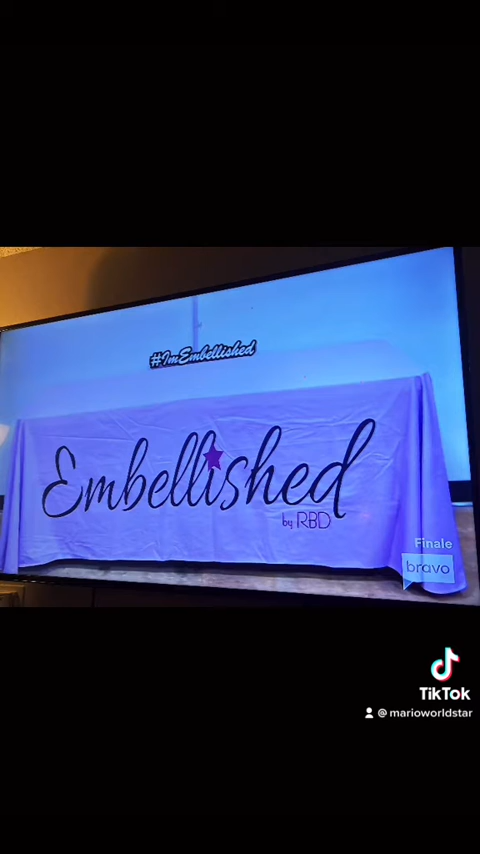 #ImEmbellished
Embellished
by RBD
Finale
bravo
TikTok
@ marioworldstar